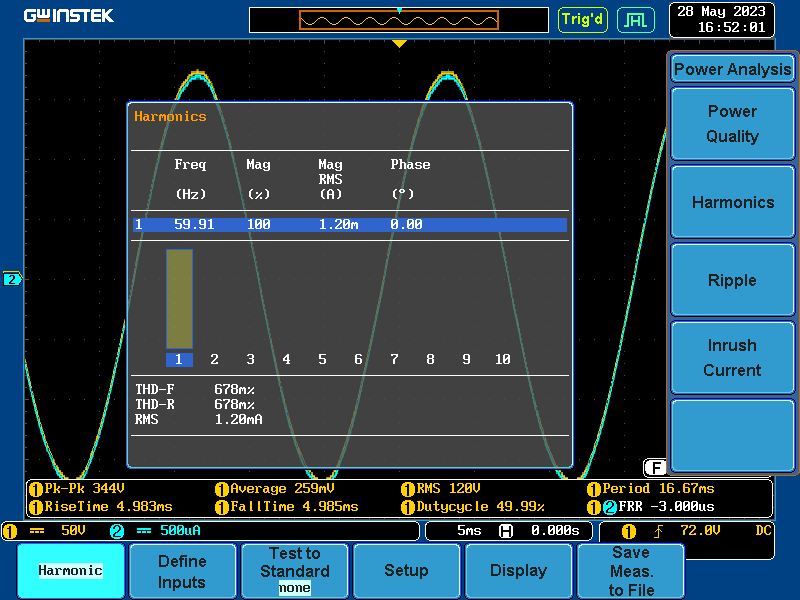 GWINSTEK
Trig'd
28 May 2023
16:52:01
Power Analysis
Power
Quality
Harmonics
Ripple
Inrush
Current
Harmonics
Freq Mag Mag Phase
RMS
(Hz) (%) (A) (°)
1 59.91 100 1.20m 0.00
1 2 3 4 5 6 7 8 9 10
THD-F 678m%
THD-R 678m%
RMS 1.20mA
2
F
1 Pk-Pk 344V 1 Average 259mV 1 RMS 120V 1 Period 16.67ms
1 RiseTime 4.983ms 1 FallTime 4.985ms 1 Dutycycle 49.99% 1 2 FRR -3.000us
1 50V 2 500uA 5ms H 0.000s 1 72.0V DC
Harmonic
Define
Inputs
Test to
Standard
none
Setup
Display
Save
Meas.
to File